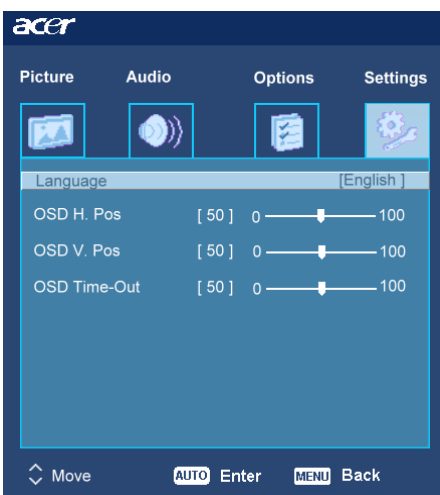 acer
Picture Audio Options Settings
Language [English ]
OSD H. Pos [ 50 ] 0 100
OSD V. Pos [ 50 ] 0 100
OSD Time-Out [ 50 ] 0 100
Move AUTO Enter MENU Back